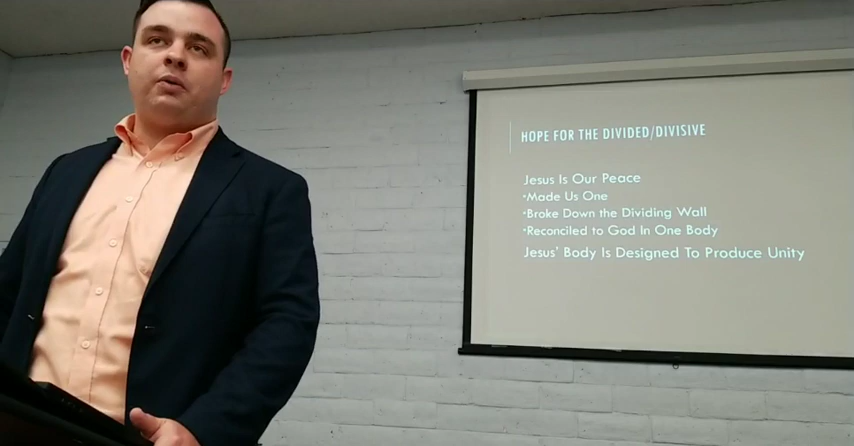 HOPE FOR THE DIVIDED/DIVISIVE
Jesus Is Our Peace
•Made Us One
•Broke Down the Dividing Wall
•Reconciled to God In One Body
Jesus' Body Is Designed To Produce Unity